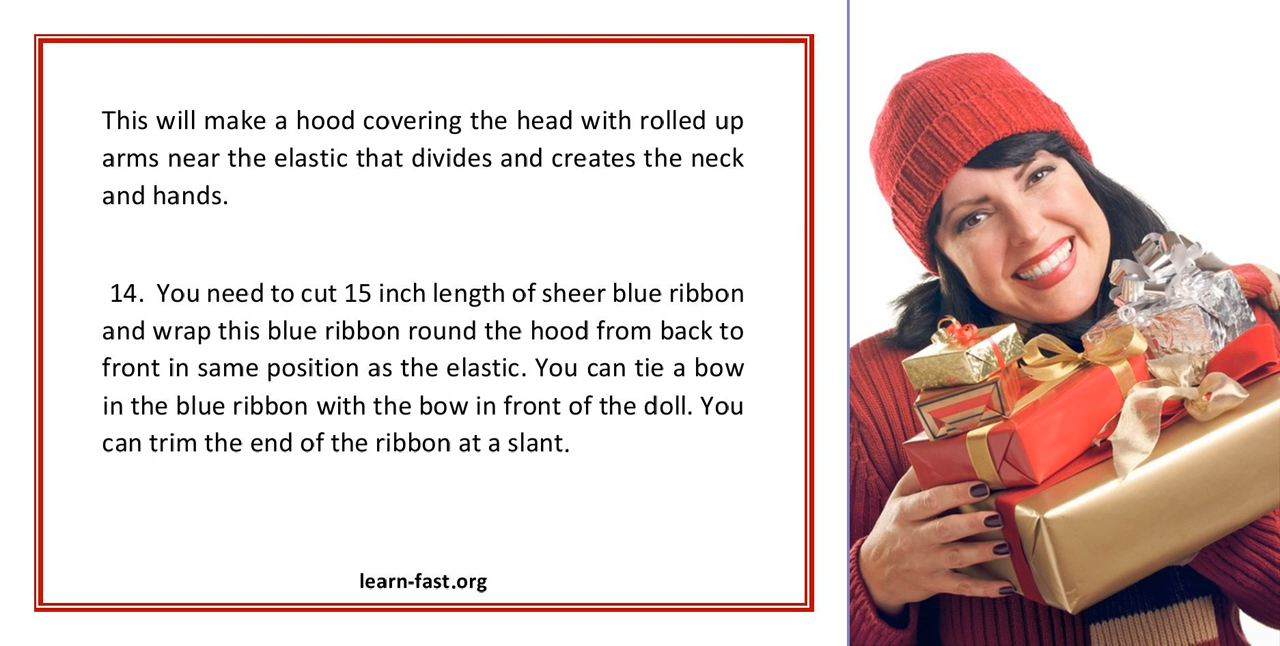 This will make a hood covering the head with rolled up
arms near the elastic that divides and creates the neck
and hands.
14. You need to cut 15 inch length of sheer blue ribbon
and wrap this blue ribbon round the hood from back to
front in same position as the elastic. You can tie a bow
in the blue ribbon with the bow in front of the doll. You
can trim the end of the ribbon at a slant.
learn-fast.org